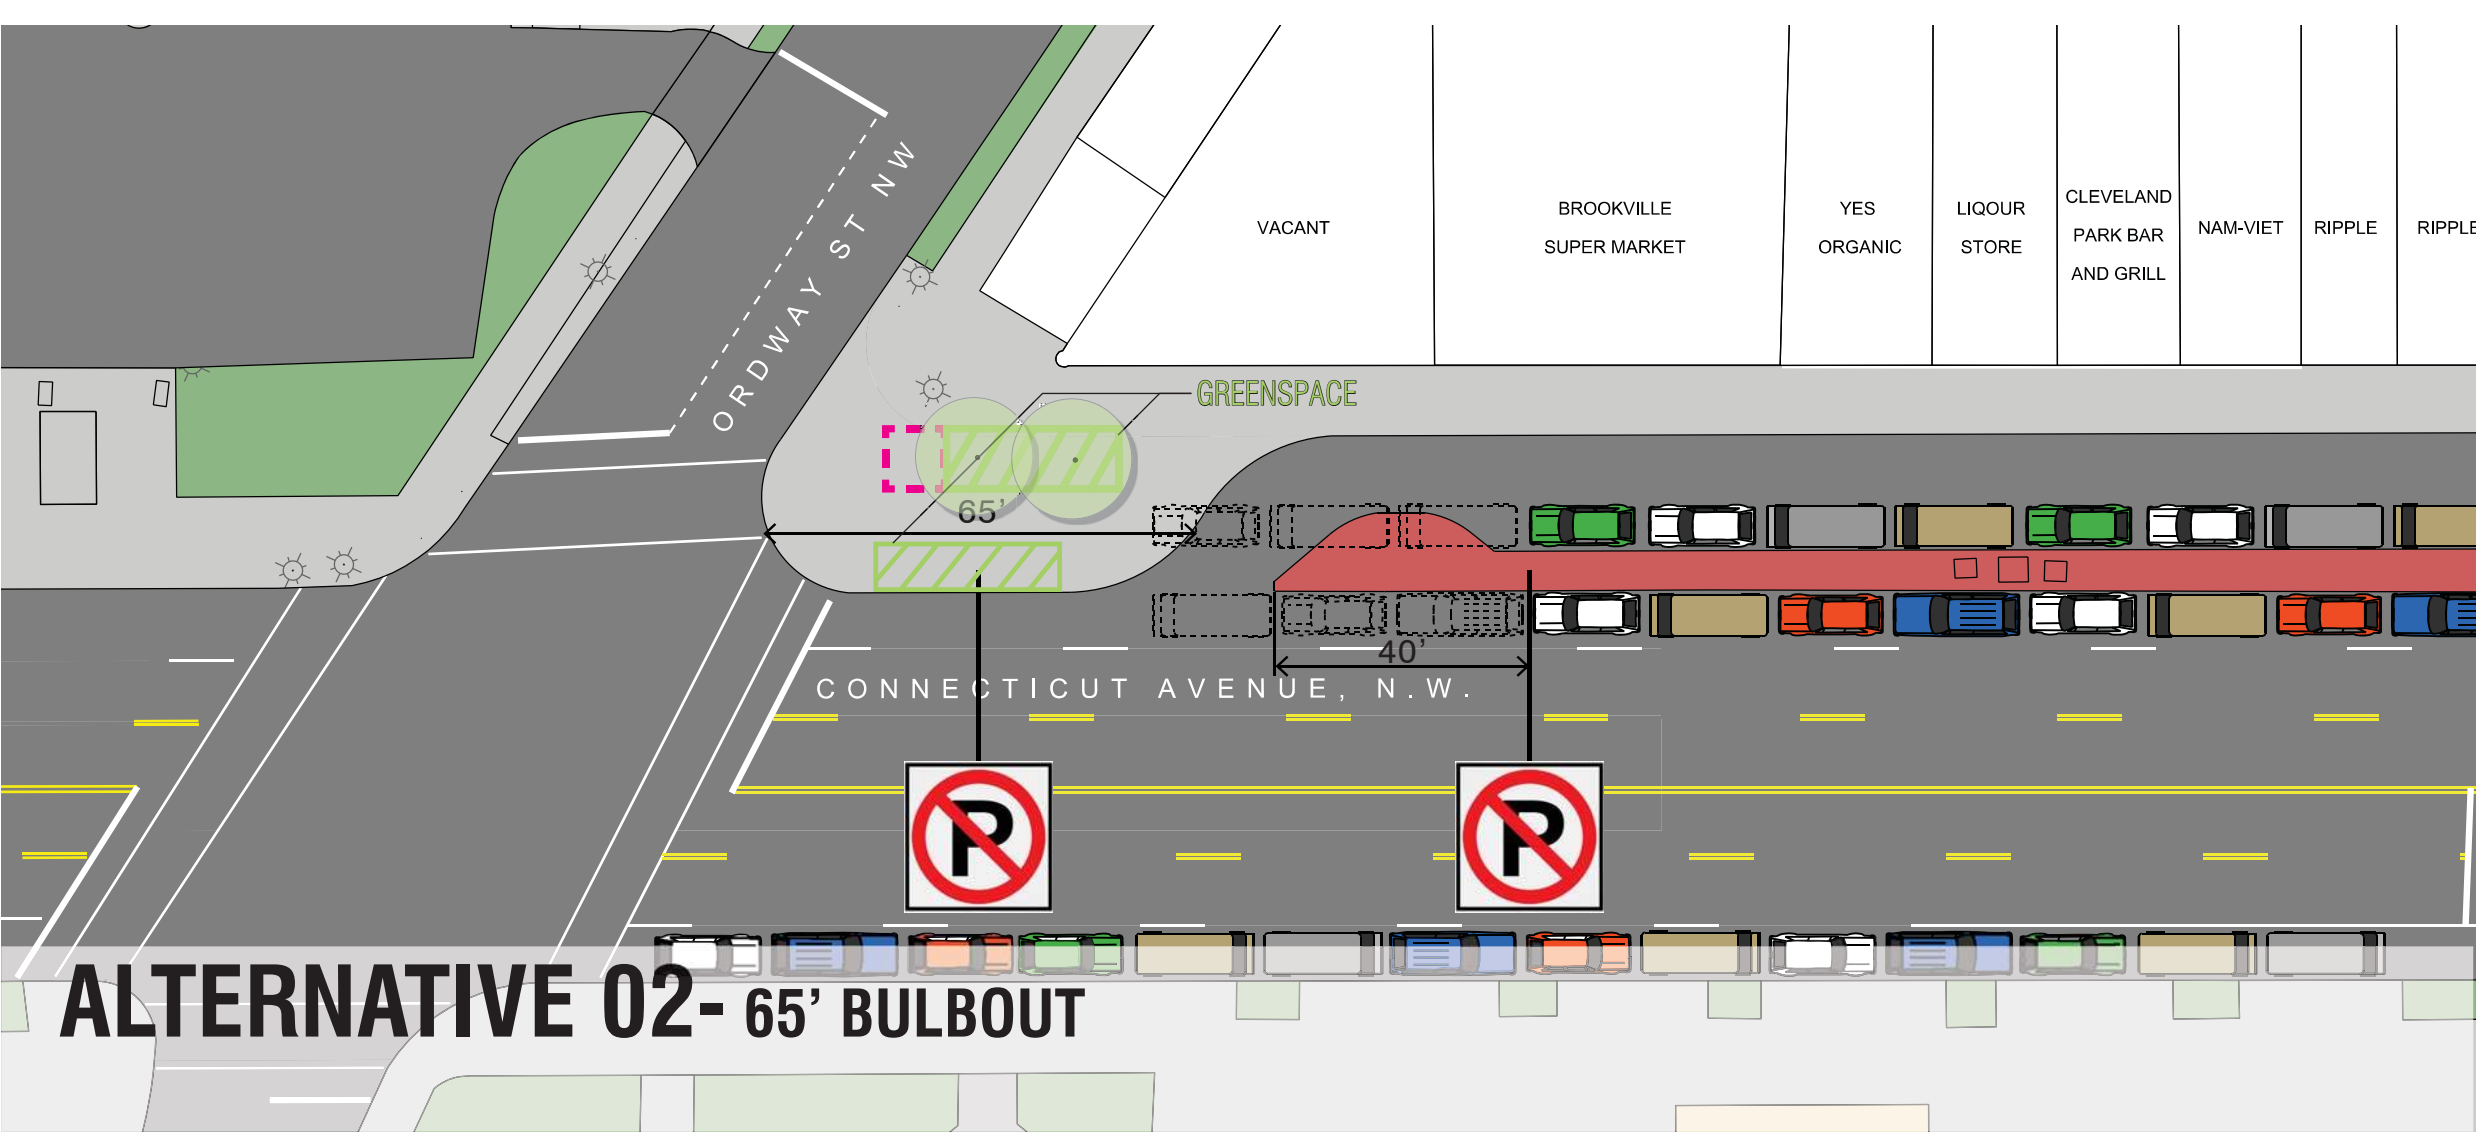 ORDWAY ST NW
VACANT
BROOKVILLE
SUPER MARKET
YES
ORGANIC
LIQOUR
STORE
CLEVELAND
PARK BAR
AND GRILL
NAM-VIET
RIPPLE
RIPPLE
GREENSPACE
65'
40’
CONNECTICUT AVENUE, N.W.
P
P
ALTERNATIVE 02- 65’ BULBOUT